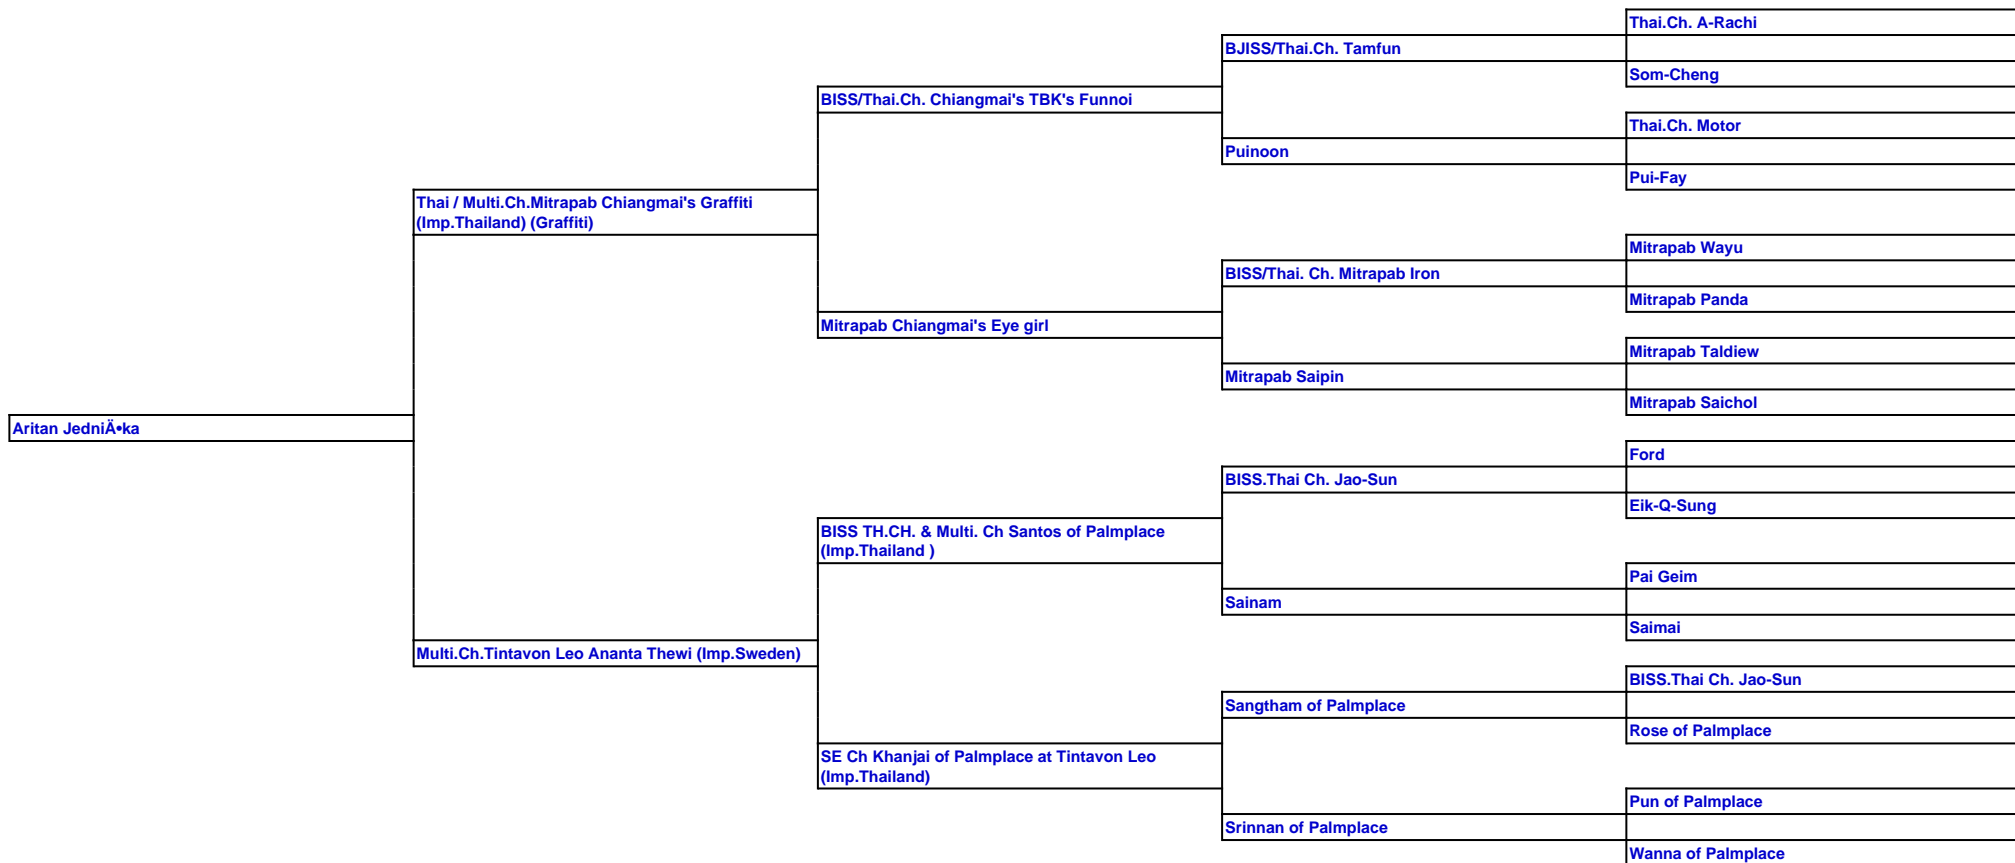 Thai.Ch. A-Rachi
BJISS/Thai.Ch. Tamfun
Som-Cheng
BISS/Thai.Ch. Chiangmai's TBK's Funnoi
Thai.Ch. Motor
Puinoon
Pui-Fay
Thai / Multi.Ch.Mitrapab Chiangmai's Graffiti
(Imp.Thailand) (Graffiti)
Mitrapab Wayu
BISS/Thai. Ch. Mitrapab Iron
Mitrapab Panda
Mitrapab Chiangmai's Eye girl
Mitrapab Taldiew
Mitrapab Saipin
Mitrapab Saichol
Aritan JedniÄ•ka
Ford
BISS.Thai Ch. Jao-Sun
Eik-Q-Sung
BISS TH.CH. & Multi. Ch Santos of Palmplace
(Imp.Thailand )
Pai Geim
Sainam
Saimai
Multi.Ch.Tintavon Leo Ananta Thewi (Imp.Sweden)
BISS.Thai Ch. Jao-Sun
Sangtham of Palmplace
Rose of Palmplace
SE Ch Khanjai of Palmplace at Tintavon Leo
(Imp.Thailand)
Pun of Palmplace
Srinnan of Palmplace
Wanna of Palmplace